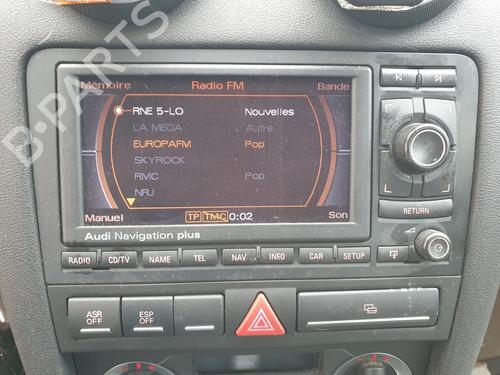 Mémoire Radio FM Bande
RNE 5-LO Nouvelles
LA MEGA Autre
EUROPAFM Pop
SKYROCK
RMC Pop
NRJ
Manuel TP TMC 0:02 Son
Audi Navigation plus
RETURN
RADIO CD/TV NAME TEL NAV INFO CAR SETUP
ASR OFF
ESP OFF
B-PARTS